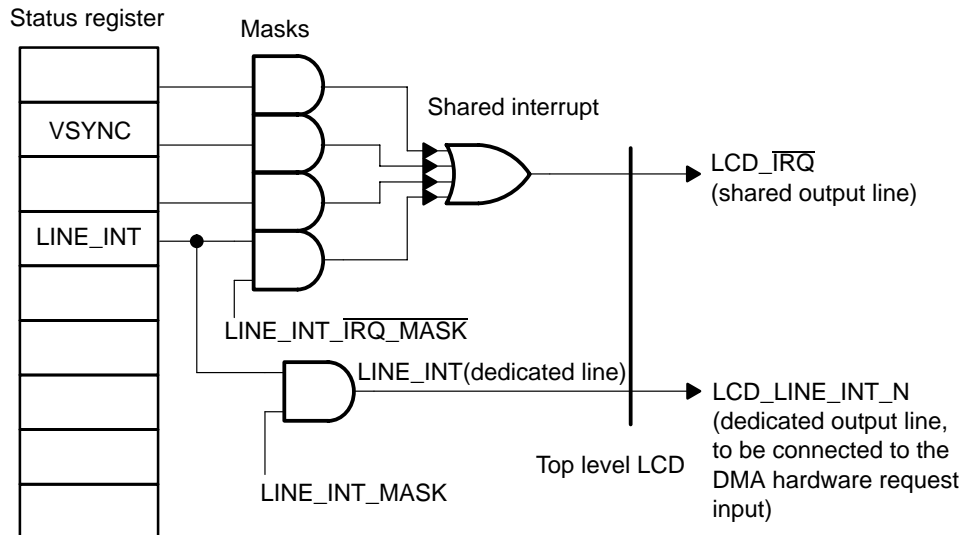 Status register
Masks
VSYNC
Shared interrupt
LCD_IRQ
(shared output line)
LINE_INT
LINE_INT_IRQ_MASK
LINE_INT(dedicated line)
LCD_LINE_INT_N
(dedicated output line,
to be connected to the
DMA hardware request
input)
Top level LCD
LINE_INT_MASK